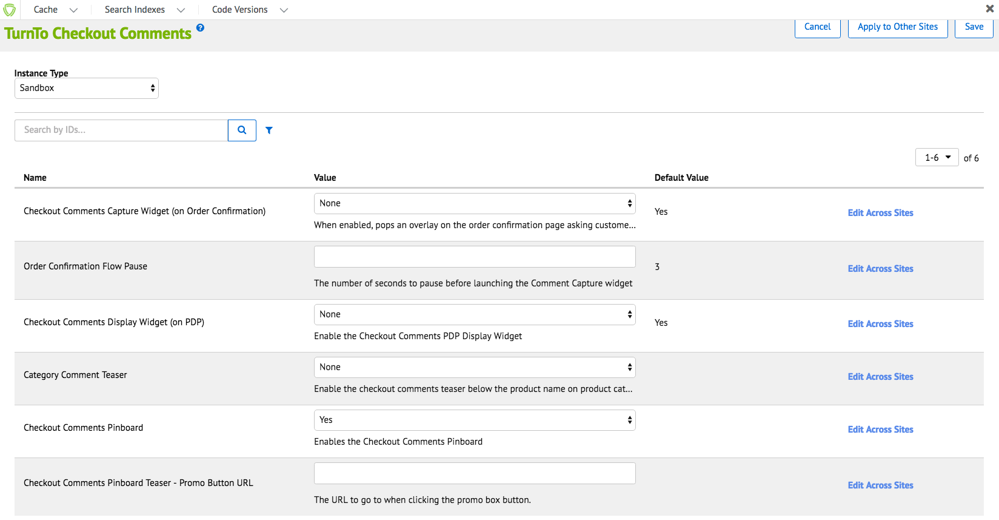 Cache
Search Indexes
Code Versions
TurnTo Checkout Comments
Cancel
Apply to Other Sites
Save
Instance Type
Sandbox
Search by IDs...
1-6 of 6
Name Value Default Value
Checkout Comments Capture Widget (on Order Confirmation)
None
When enabled, pops an overlay on the order confirmation page asking custome...
Yes
Edit Across Sites
Order Confirmation Flow Pause
The number of seconds to pause before launching the Comment Capture widget
3
Edit Across Sites
Checkout Comments Display Widget (on PDP)
None
Enable the Checkout Comments PDP Display Widget
Yes
Edit Across Sites
Category Comment Teaser
None
Enable the checkout comments teaser below the product name on product cat...
Edit Across Sites
Checkout Comments Pinboard
Yes
Enables the Checkout Comments Pinboard
Edit Across Sites
Checkout Comments Pinboard Teaser - Promo Button URL
The URL to go to when clicking the promo box button.
Edit Across Sites